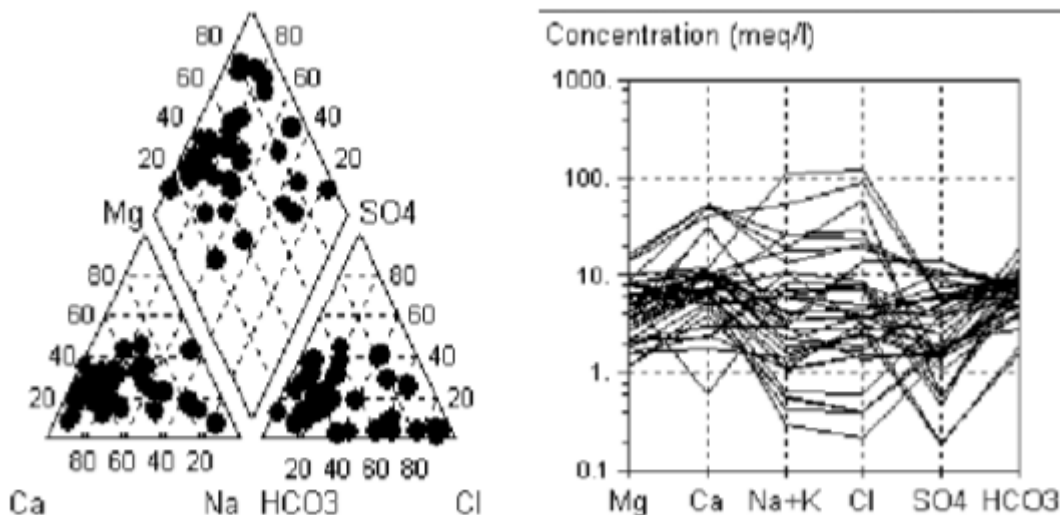 80 80
60 60
40 40
20 20
Mg SO4
80 80
60 60
40 40
20 20
80 60 40 20 20 40 60 80
Ca Na HCO3 Cl
Concentration (meq/l)
1000.
100.
10.
1.
0.1
Mg Ca Na+K Cl SO4 HCO3